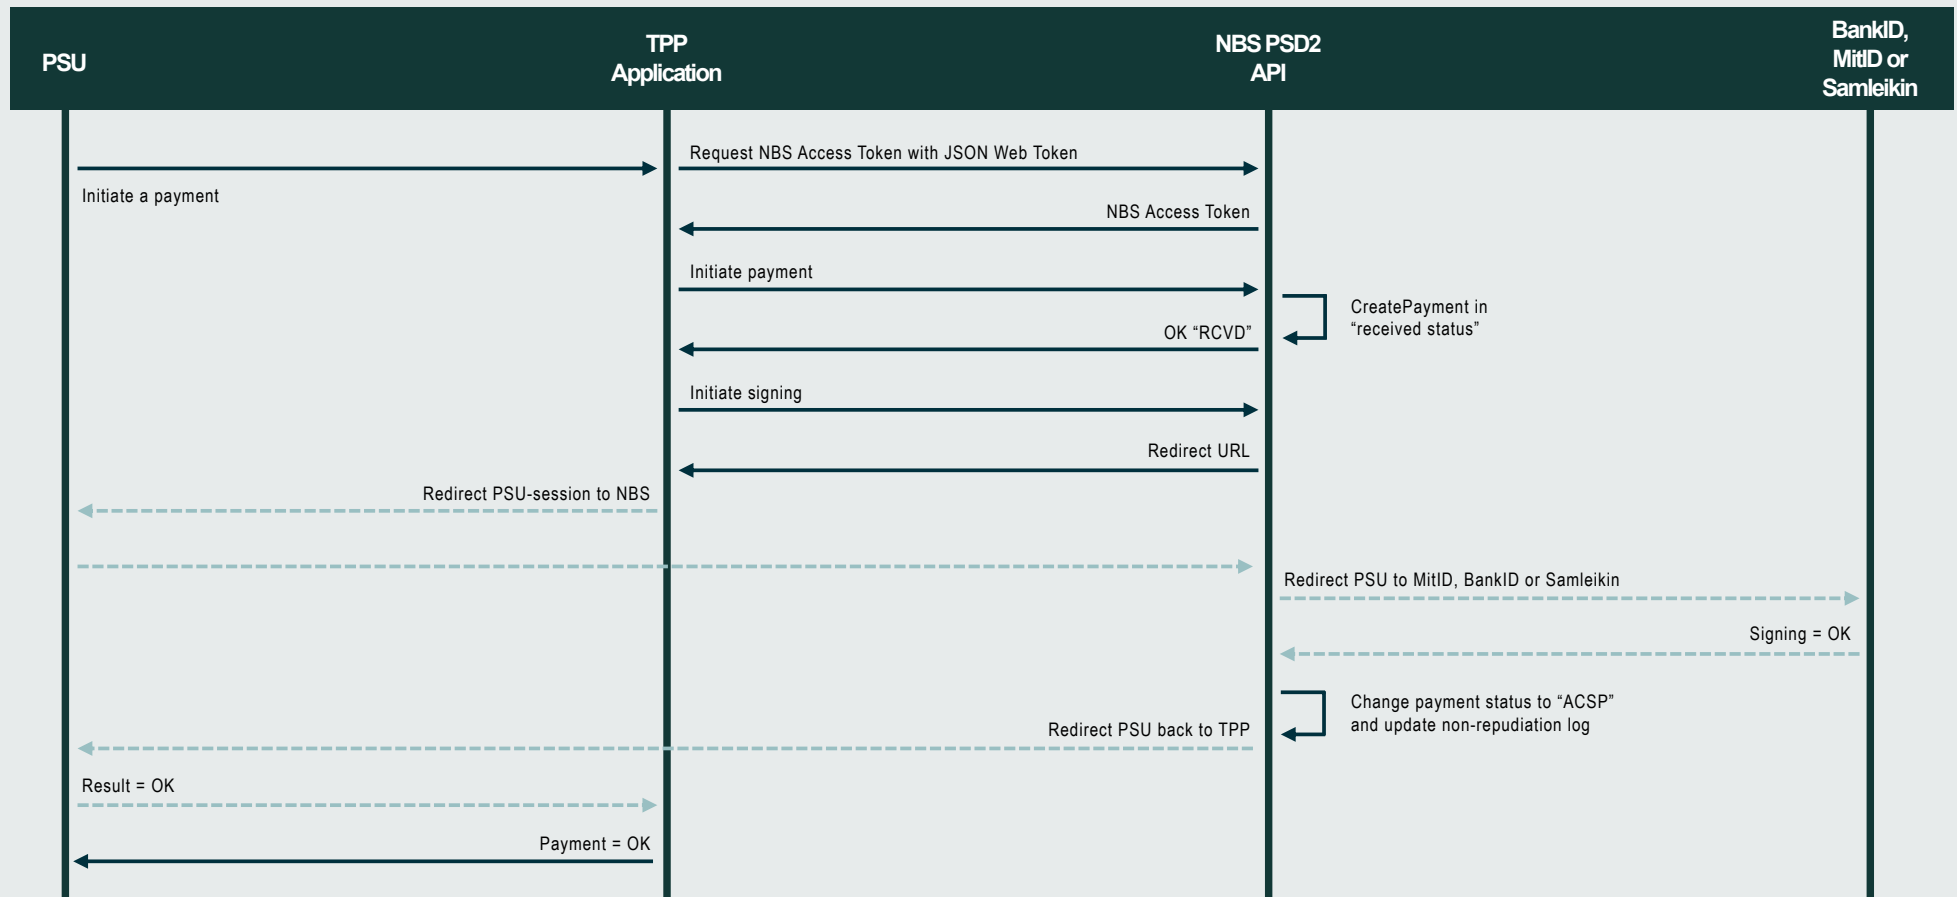 PSU
TPP
Application
NBS PSD2
API
BankID,
MitID or
Samleikin
Request NBS Access Token with JSON Web Token
Initiate a payment
NBS Access Token
Initiate payment
CreatePayment in
“received status”
OK “RCVD”
Initiate signing
Redirect URL
Redirect PSU-session to NBS
Redirect PSU to MitID, BankID or Samleikin
Signing = OK
Change payment status to “ACSP”
and update non-repudiation log
Redirect PSU back to TPP
Result = OK
Payment = OK